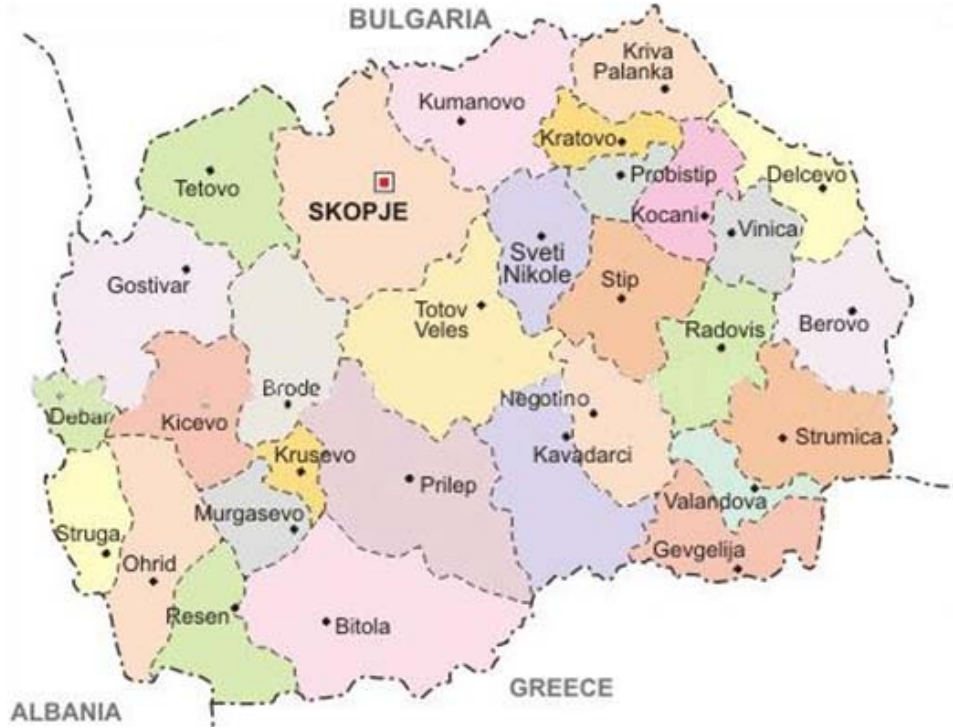 BULGARIA
Kriva
Palanka
Kumanovo
Kratovo
Tetovo
Probistip
Delcevo
SKOPJE
Kocani
Vinica
Sveti
Nikole
Gostivar
Stip
Totov
Veles
Radovis
Berovo
Brode
Negotino
Debar
Kicevo
Strumica
Kavadarci
Krusevo
Prilep
Valandova
Murgasevo
Struga
Gevgelija
Ohrid
Resen
Bitola
GREECE
ALBANIA